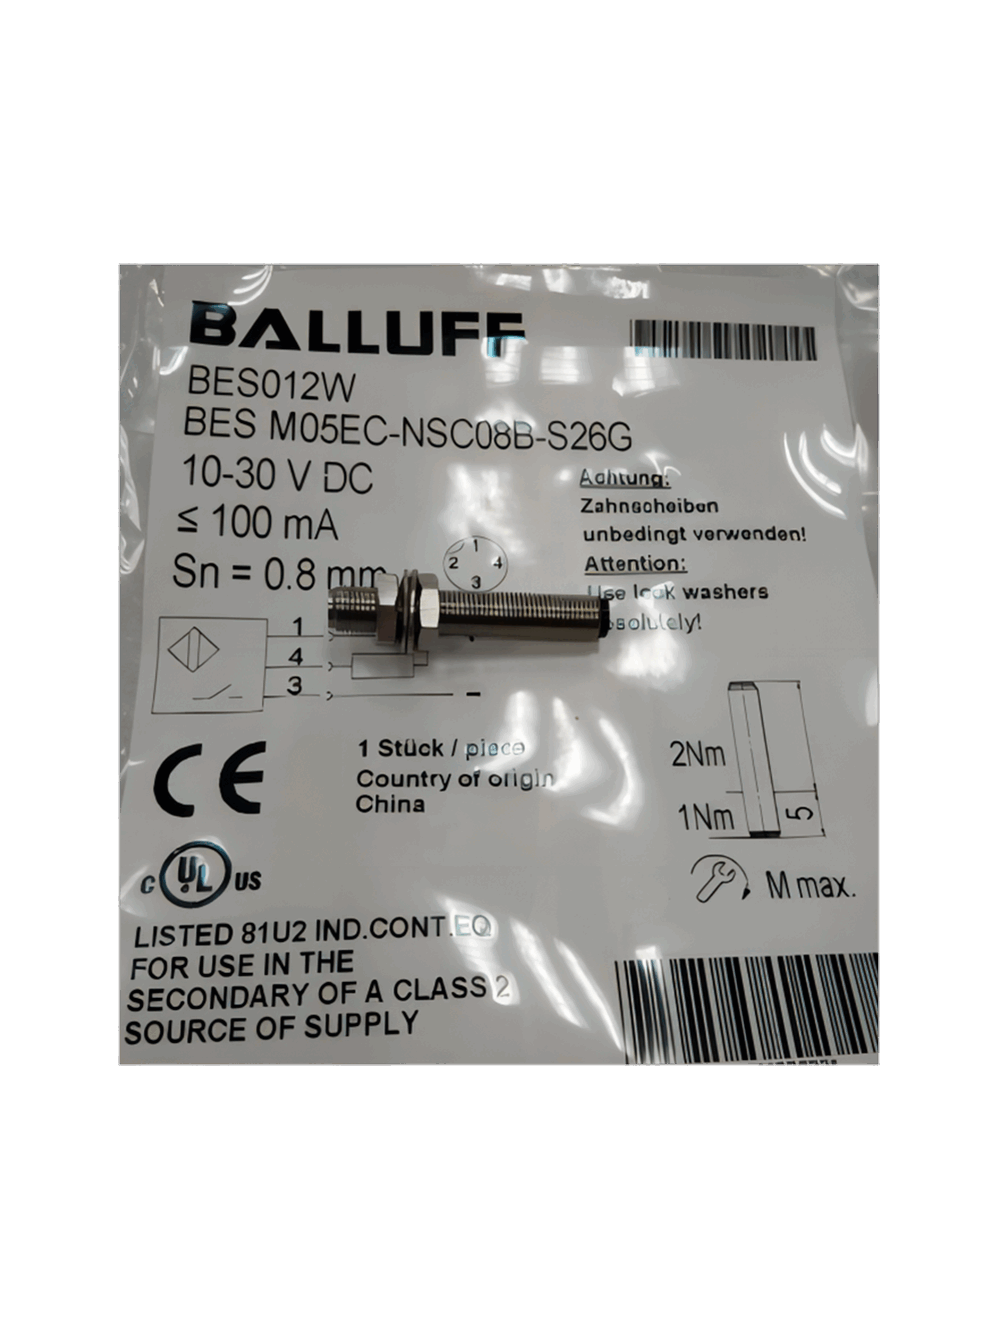 BALLUFF
BES012W
BES M05EC-NSC08B-S26G
10-30 V DC
≤ 100 mA
Sn = 0.8 mm
Achtung:
Zahnscheiben
unbedingt verwenden!
Attention:
Use lock washers
absolutely!
1
2 4
3
1
4
3
1 Stück / piece
Country of origin
China
2Nm
1Nm
5
M max.
CE
C UL US
LISTED 81U2 IND.CONT.EQ
FOR USE IN THE
SECONDARY OF A CLASS 2
SOURCE OF SUPPLY